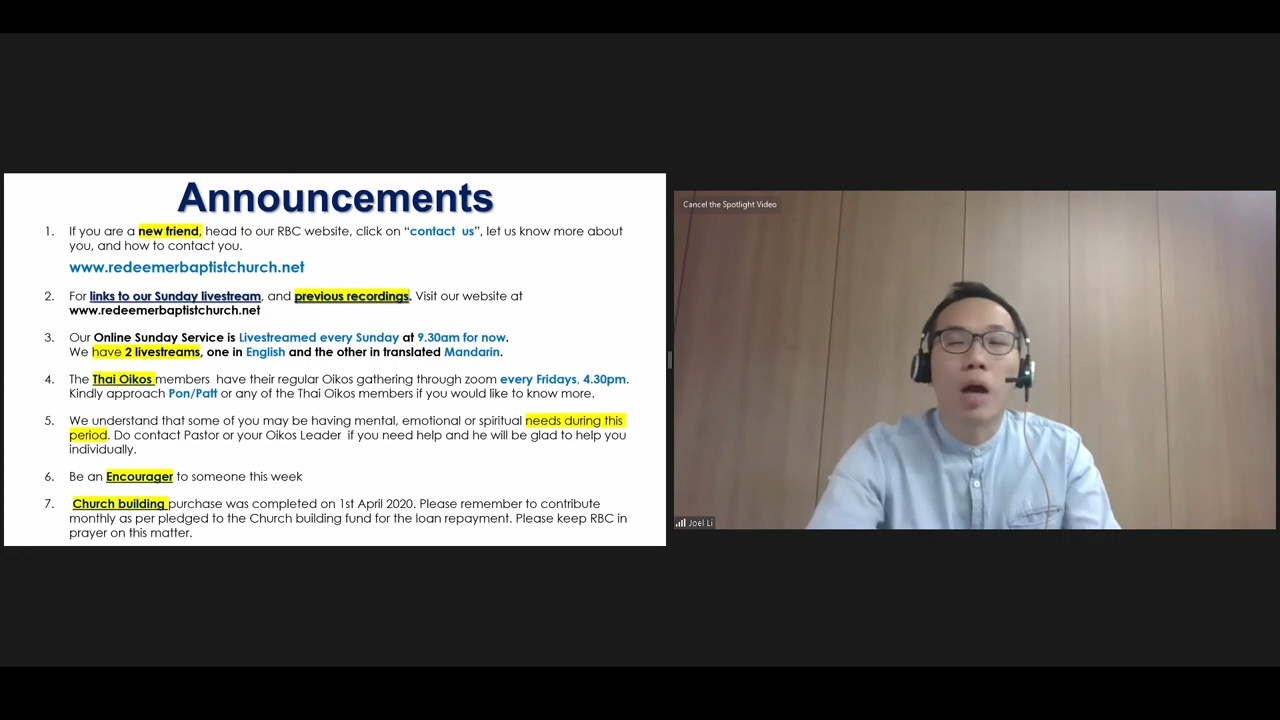 Announcements
1. If you are a new friend, head to our RBC website, click on “contact us”, let us know more about
you, and how to contact you.
www.redeemerbaptistchurch.net
2. For links to our Sunday livestream, and previous recordings. Visit our website at
www.redeemerbaptistchurch.net
3. Our Online Sunday Service is Livestreamed every Sunday at 9.30am for now.
We have 2 livestreams, one in English and the other in translated Mandarin.
4. The Thai Oikos members have their regular Oikos gathering through zoom every Fridays, 4.30pm.
Kindly approach Pon/Patt or any of the Thai Oikos members if you would like to know more.
5. We understand that some of you may be having mental, emotional or spiritual needs during this
period. Do contact Pastor or your Oikos Leader if you need help and he will be glad to help you
individually.
6. Be an Encourager to someone this week
7. Church building purchase was completed on 1st April 2020. Please remember to contribute
monthly as per pledged to the Church building fund for the loan repayment. Please keep RBC in
prayer on this matter.
Cancel the Spotlight Video
Joel Li